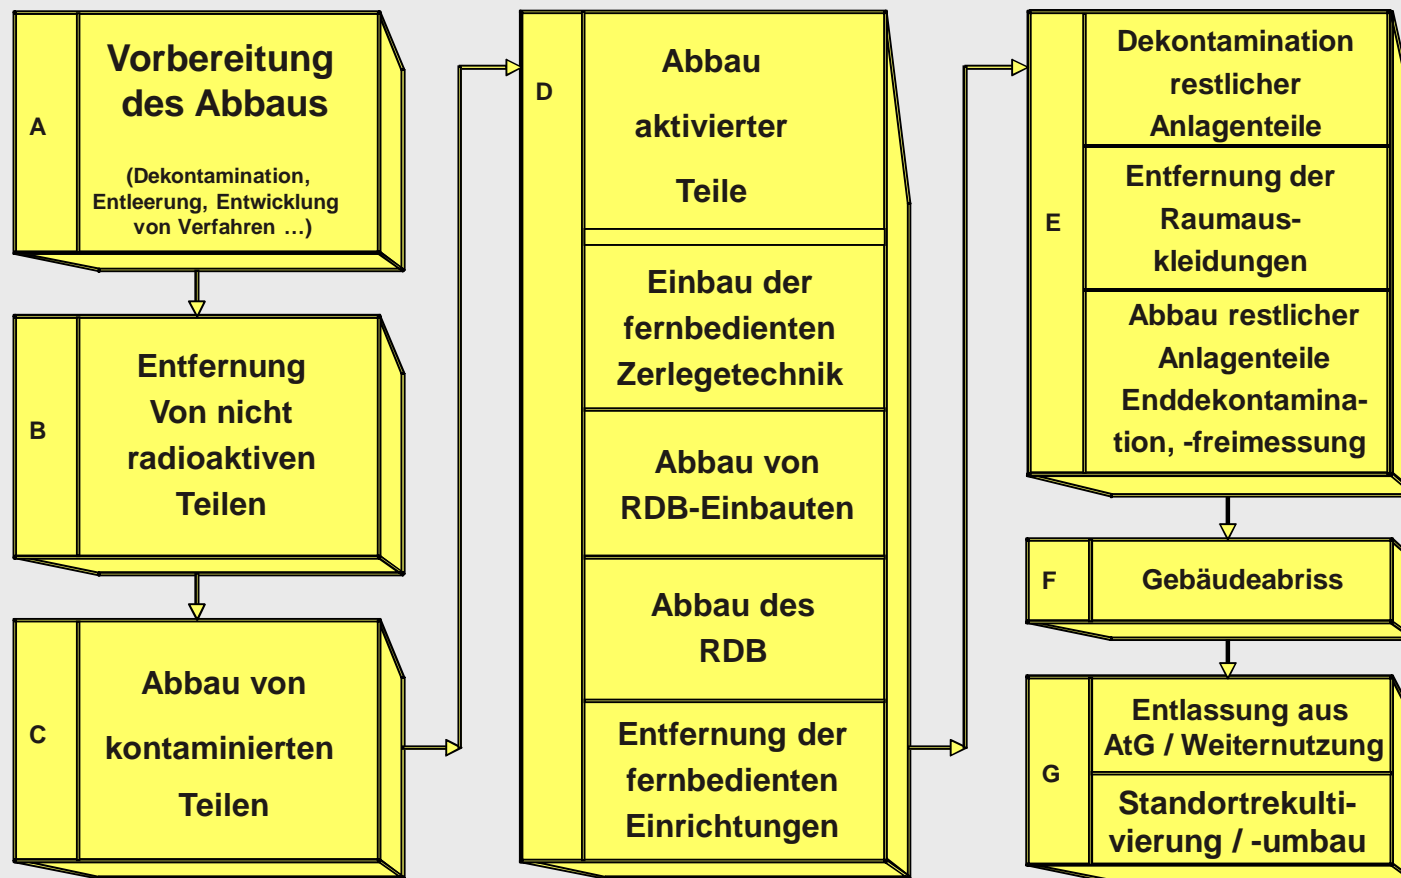 A
Vorbereitung
des Abbaus
(Dekontamination,
Entleerung, Entwicklung
von Verfahren ...)
B
Entfernung
Von nicht
radioaktiven
Teilen
C
Abbau von
kontaminierten
Teilen
D
Abbau
aktivierter
Teile
Einbau der
fernbedienten
Zerlegetechnik
Abbau von
RDB-Einbauten
Abbau des
RDB
Entfernung der
fernbedienten
Einrichtungen
E
Dekontamination
restlicher
Anlagenteile
Entfernung der
Raumaus-
kleidungen
Abbau restlicher
Anlagenteile
Enddekontamina-
tion, -freimessung
F
Gebäudeabriss
G
Entlassung aus
AtG / Weiternutzung
Standortrekulti-
vierung / -umbau